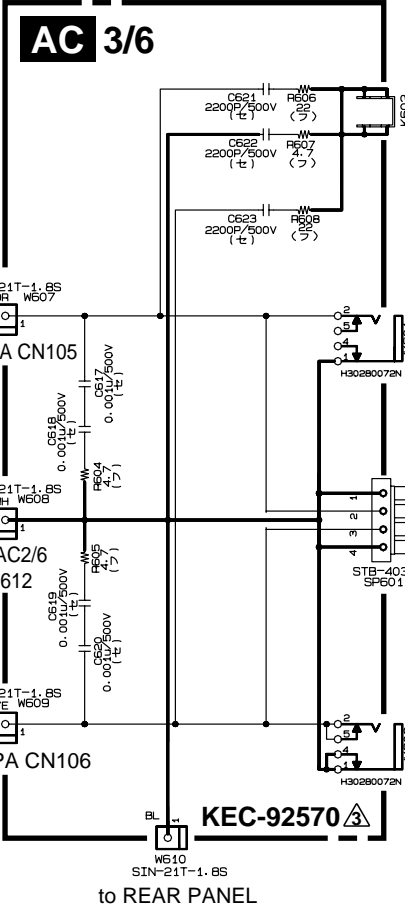 AC 3/6
C621
2200P/500V
(セ)
R606
22
(フ)
C622
2200P/500V
(セ)
R607
4.7
(フ)
C623
2200P/500V
(セ)
R608
22
(フ)
K603
21T-1.8S
W607
1
A CN105
2
5
4
1
H30280072N
C617
0.001u/500V
(セ)
C618
0.001u/500V
(セ)
R604
4.7
(フ)
21T-1.8S
W608
1
AC2/6
612
R605
4.7
(フ)
C619
0.001u/500V
(セ)
C620
0.001u/500V
(セ)
1
2
3
4
STB-403
SP601
21T-1.8S
W609
1
PA CN106
2
5
4
1
H30280072N
KEC-92570 3
BL
1
W610
SIN-21T-1.8S
to REAR PANEL